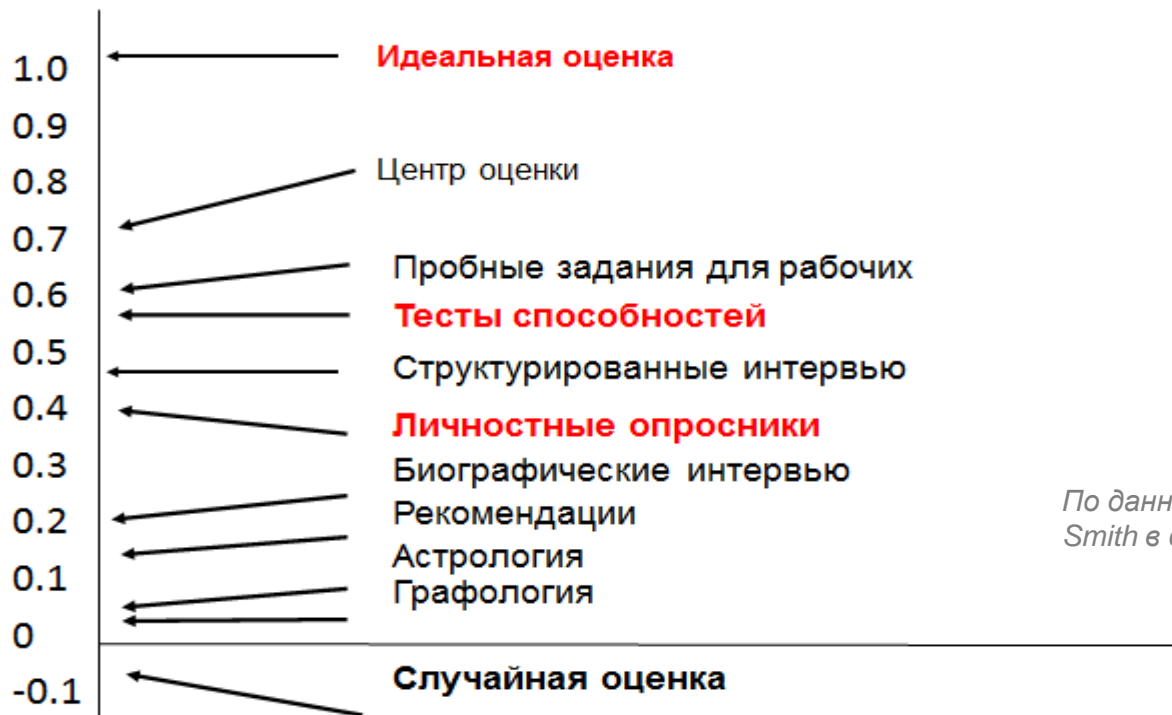 1.0
Идеальная оценка
0.9
0.8
Центр оценки
0.7
0.6
Пробные задания для рабочих
Тесты способностей
0.5
Структурированные интервью
0.4
Личностные опросники
0.3
Биографические интервью
0.2
Рекомендации
0.1
Астрология
Графология
0
-0.1
Случайная оценка
По
Smith в